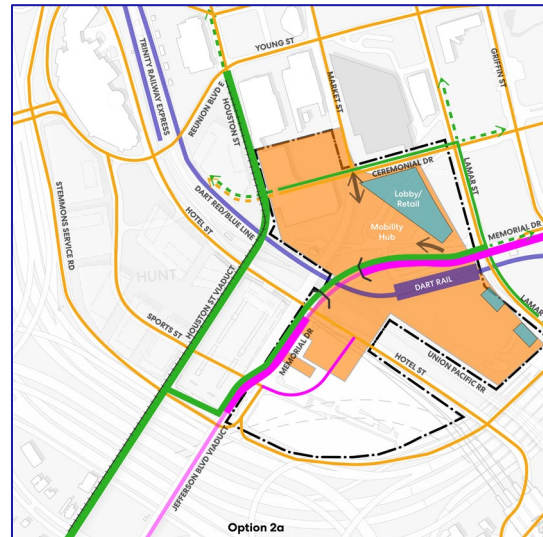 YOUNG ST
GRIFFIN ST
TRINITY RAILWAY EXPRESS
REUNION BLVD E
HOUSTON ST
MARKET ST
CEREMONIAL DR
LAMAR ST
Lobby/
Retail
MEMORIAL DR
STEMMONS SERVICE RD
DART RED/BLUE LINE
HOTEL ST
Mobility
Hub
HUNT
DART RAIL
LAMAR
HOUSTON ST VIADUCT
SPORTS ST
MEMORIAL DR
HOTEL ST
UNION PACIFIC RR
JEFFERSON BLVD VIADUCT
Option 2a